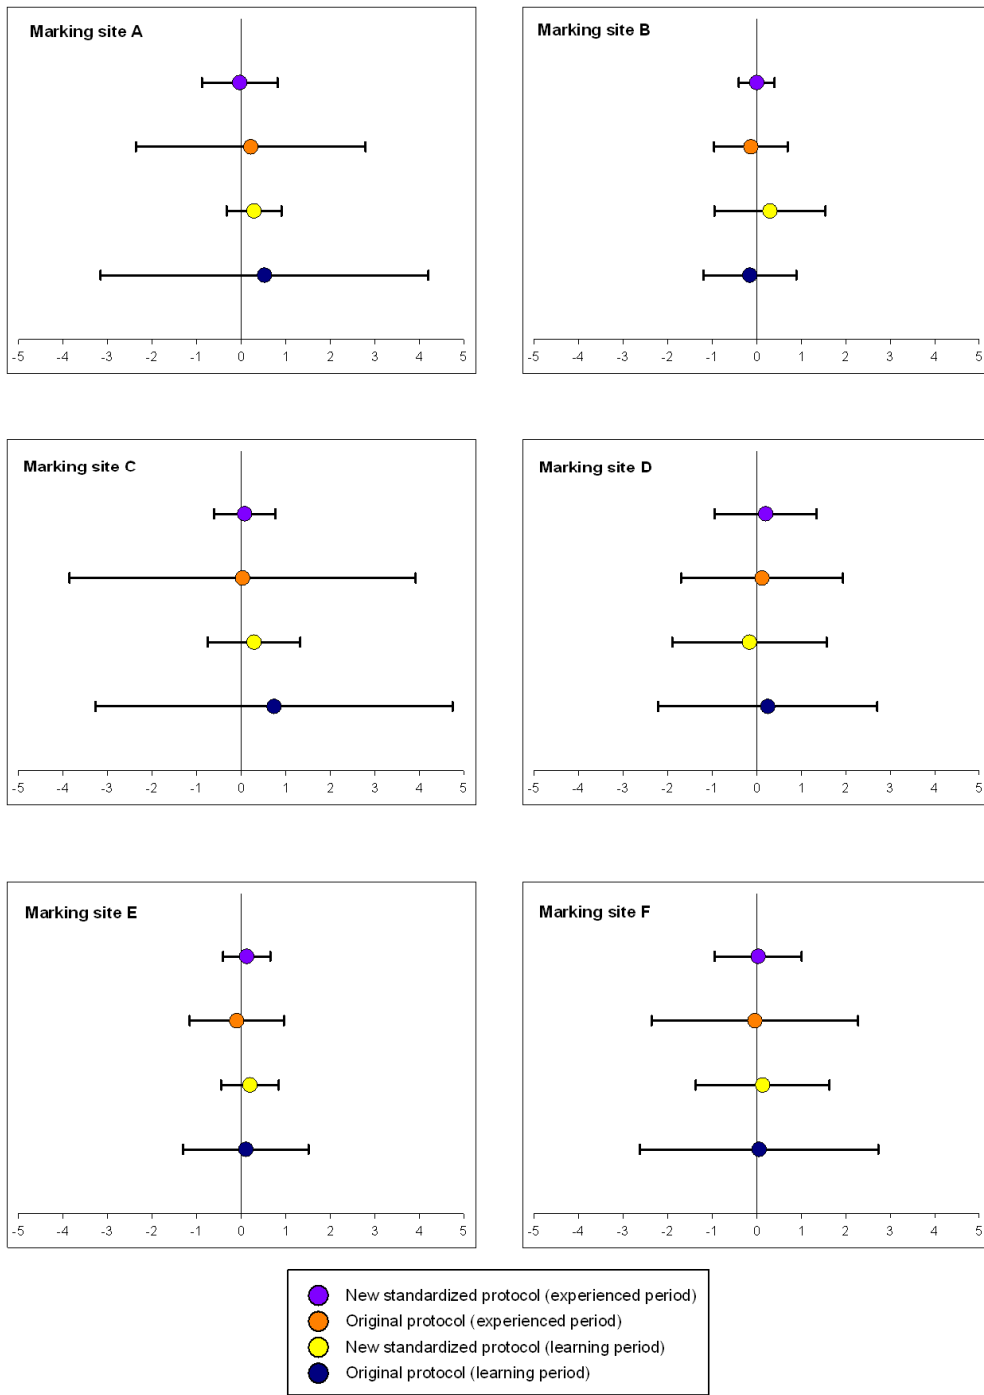 Marking site A
-5 -4 -3 -2 -1 0 1 2 3 4 5
Marking site B
-5 -4 -3 -2 -1 0 1 2 3 4 5
Marking site C
-5 -4 -3 -2 -1 0 1 2 3 4 5
Marking site D
-5 -4 -3 -2 -1 0 1 2 3 4 5
Marking site E
-5 -4 -3 -2 -1 0 1 2 3 4 5
Marking site F
-5 -4 -3 -2 -1 0 1 2 3 4 5
New standardized protocol (experienced period)
Original protocol (experienced period)
New standardized protocol (learning period)
Original protocol (learning period)